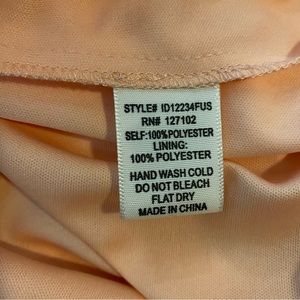 STYLE# ID12234FUS
RN# 127102
SELF:100%POLYESTER
LINING:
100% POLYESTER
HAND WASH COLD
DO NOT BLEACH
FLAT DRY
MADE IN CHINA